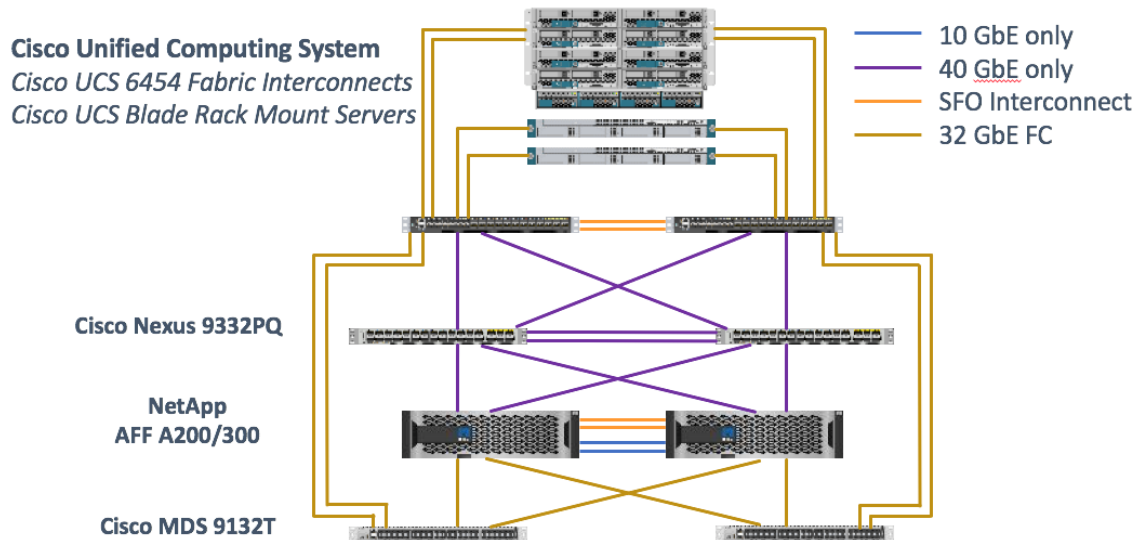 Cisco Unified Computing System
Cisco UCS 6454 Fabric Interconnects
Cisco UCS Blade Rack Mount Servers
10 GbE only
40 GbE only
SFO Interconnect
32 GbE FC
Cisco Nexus 9332PQ
NetApp
AFF A200/300
Cisco MDS 9132T